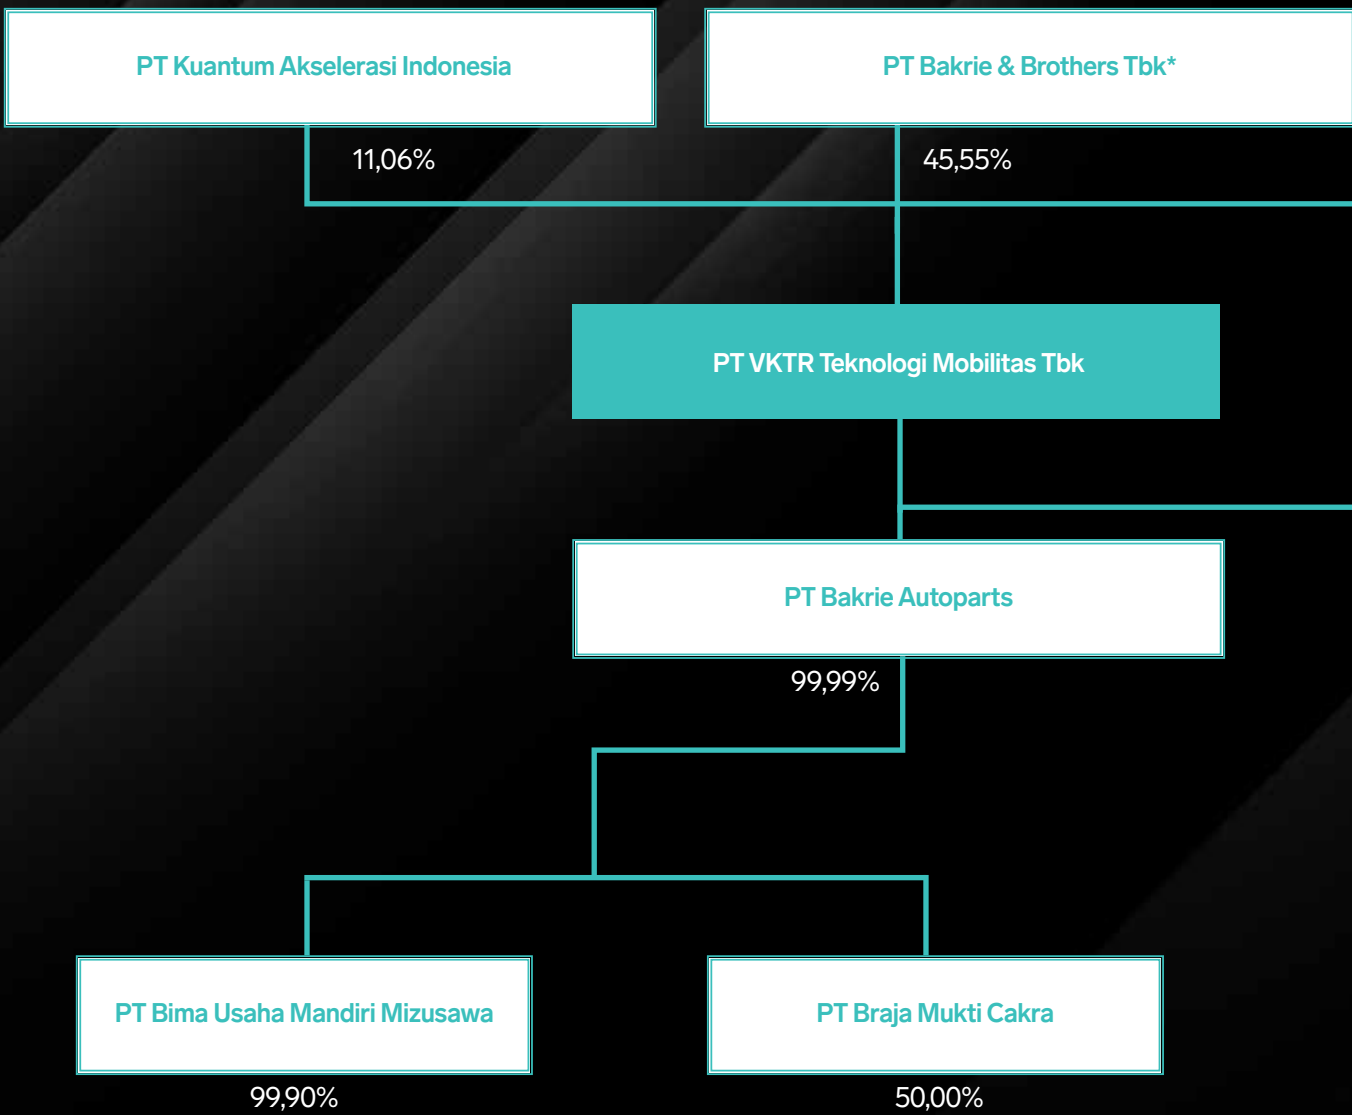 PT Kuantum Akselerasi Indonesia
PT Bakrie & Brothers Tbk*
11,06%
45,55%
PT VKTR Teknologi Mobilitas Tbk
PT Bakrie Autoparts
99,99%
PT Bima Usaha Mandiri Mizusawa
PT Braja Mukti Cakra
99,90%
50,00%